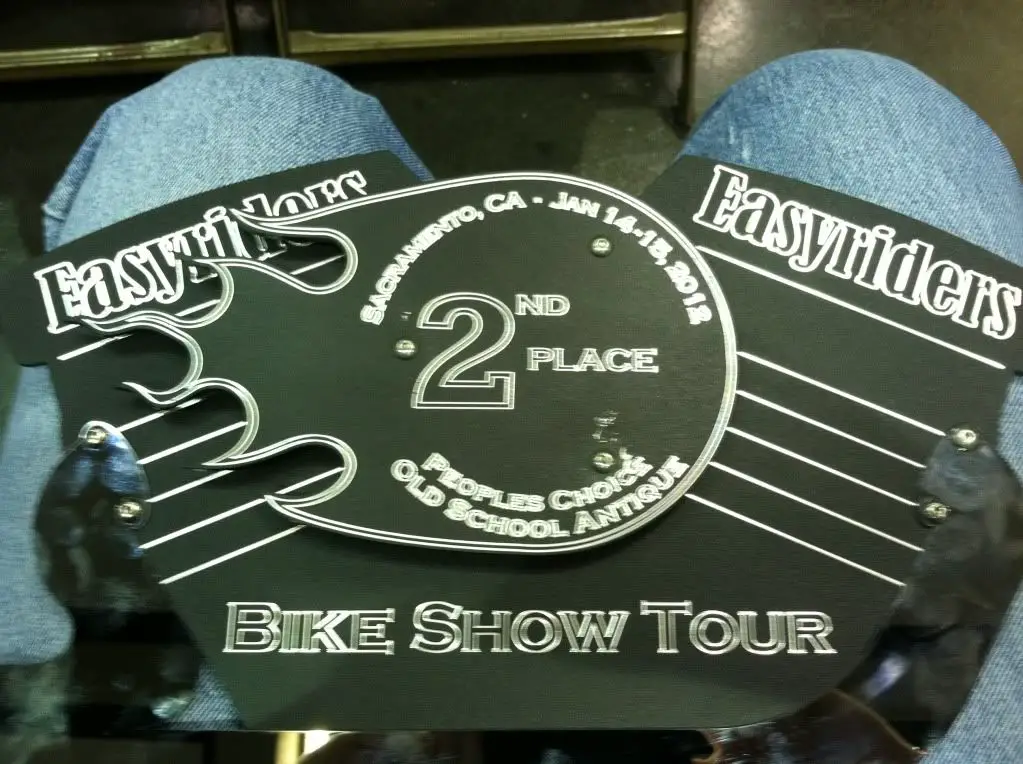 Easyriders
Easyriders
SACRAMENTO, CA - JAN 14-15, 2012
2ND
PLACE
PEOPLES CHOICE
OLD SCHOOL ANTIQUE
BIKE SHOW TOUR